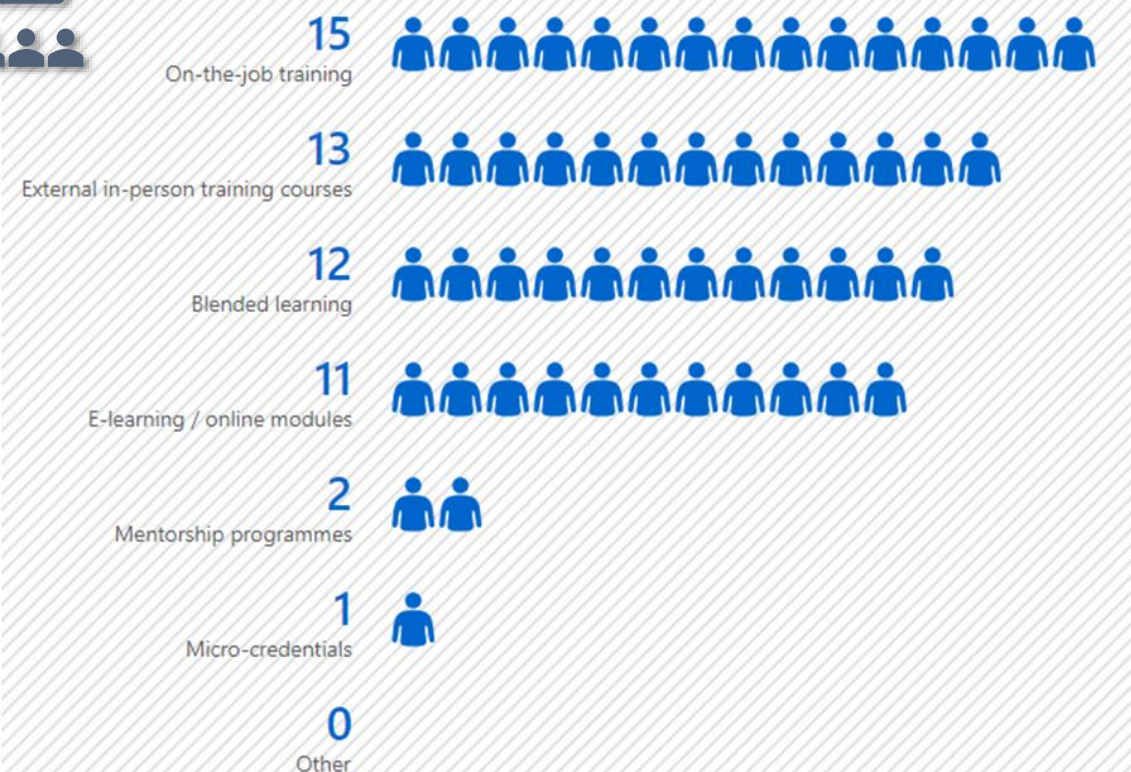 15
On-the-job training
13
External in-person training courses
12
Blended learning
11
E-learning / online modules
2
Mentorship programmes
1
Micro-credentials
0
Other